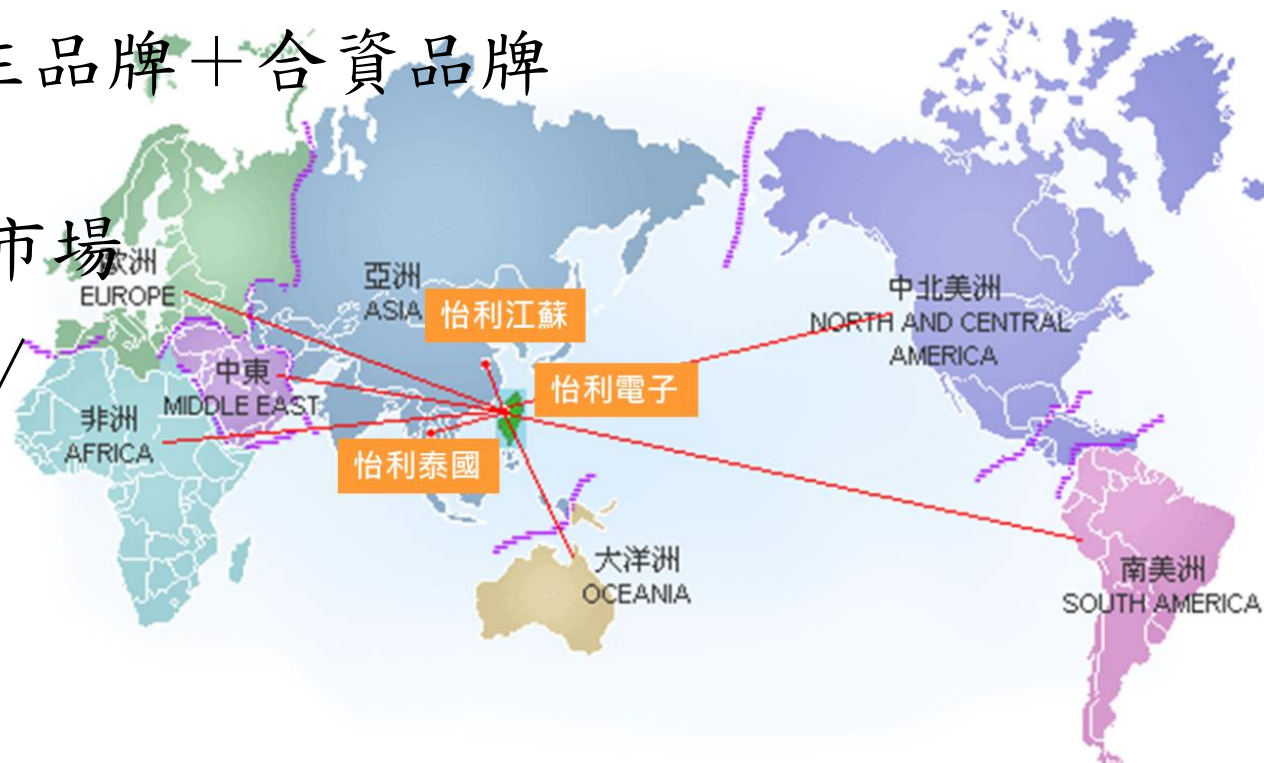 品牌＋合資品牌
市場
欧洲
EUROPE
亞洲
ASIA
怡利江蘇
中北美洲
NORTH AND CENTRAL
AMERICA
中東
MIDDLE EAST
怡利電子
非洲
AFRICA
怡利泰國
大洋洲
OCEANIA
南美洲
SOUTH AMERICA